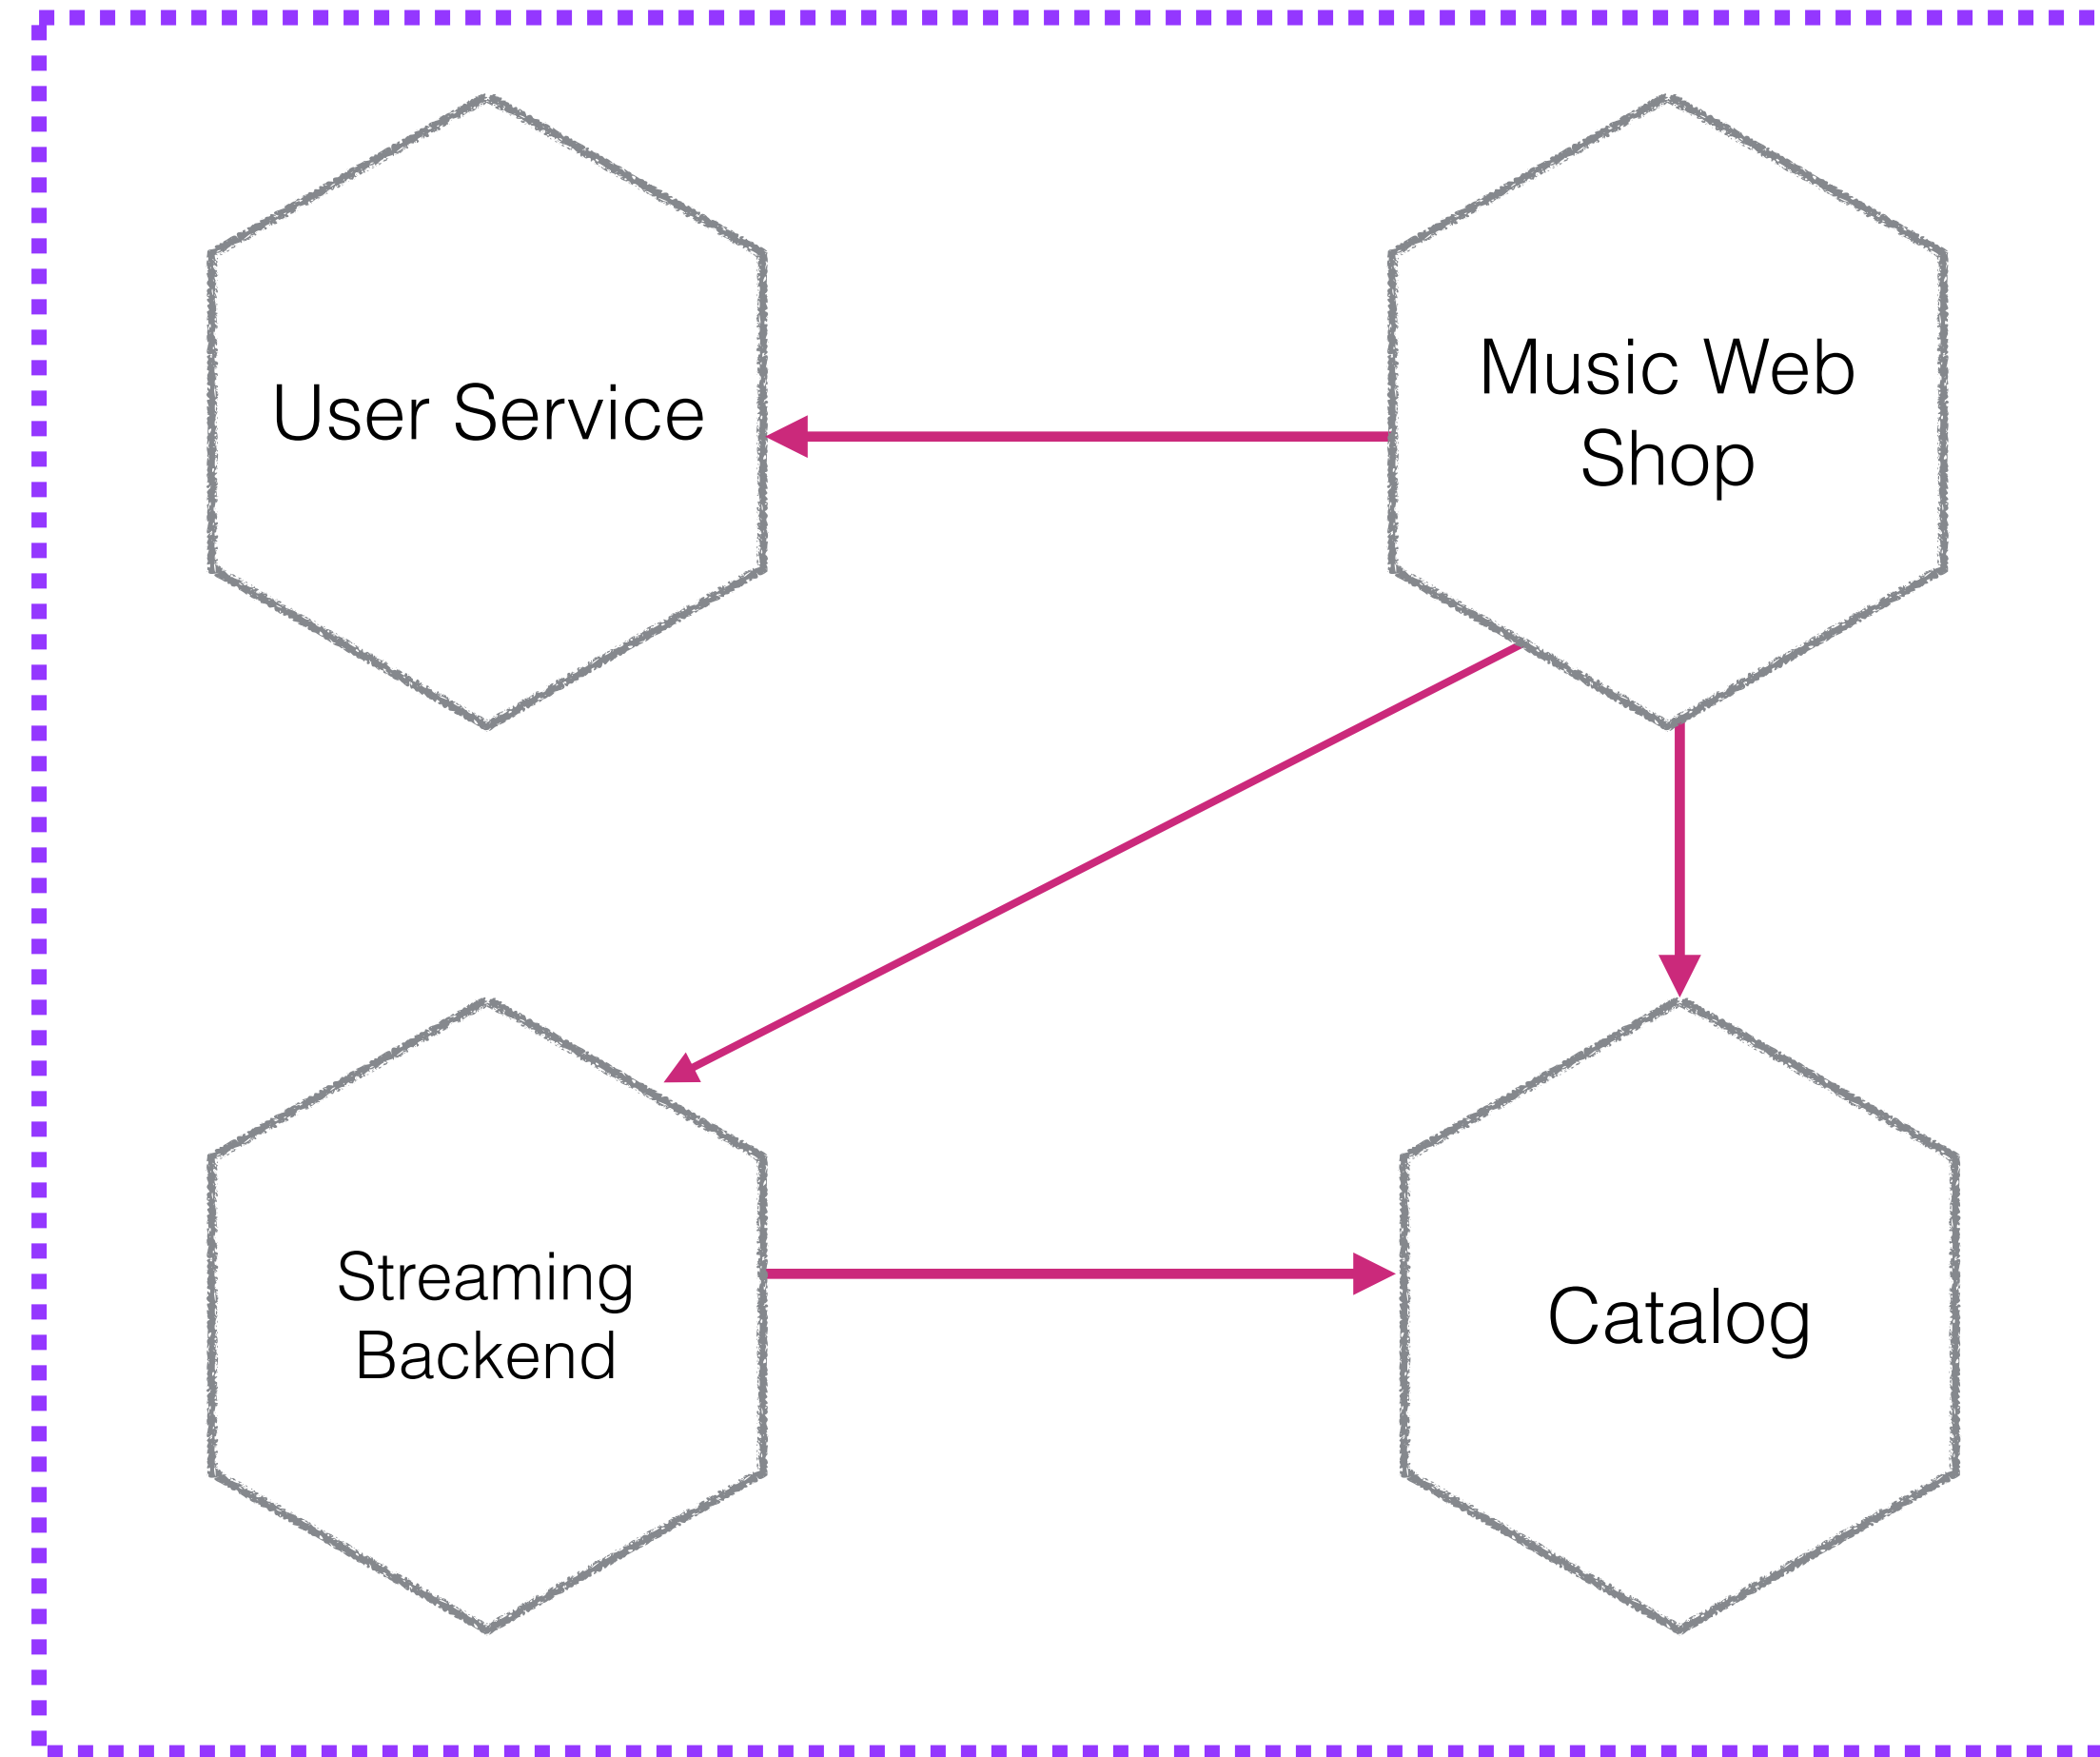 User Service
Music Web
Shop
Streaming
Backend
Catalog